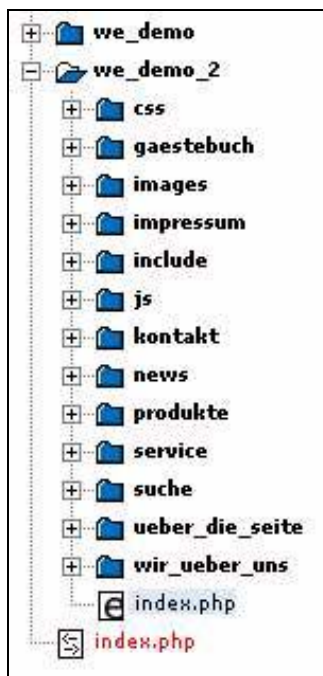 we_demo
we_demo_2
css
gaestebuch
images
impressum
include
js
kontakt
news
produkte
service
suche
ueber_die_seite
wir_ueber_uns
index.php
index.php